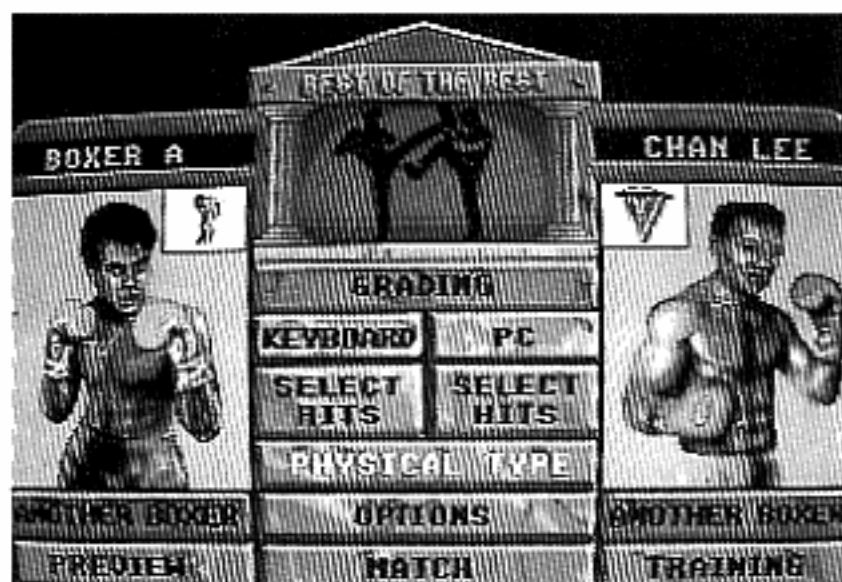 BEST OF THE BEST
BOXER A
CHAN LEE
GRADING
KEYBOARD
PC
SELECT
HITS
SELECT
HITS
PHYSICAL TYPE
ANOTHER BOXER
OPTIONS
ANOTHER BOXER
PREVIEW
MATCH
TRAINING